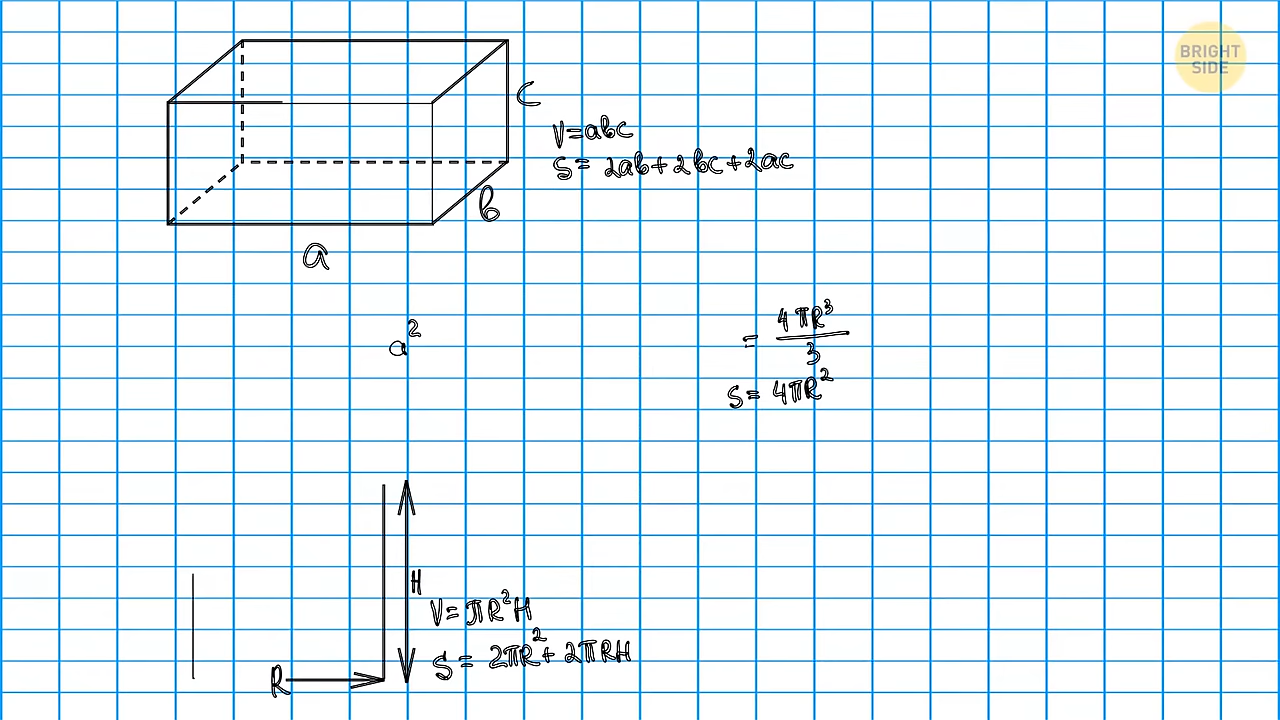 BRIGHT
SIDE
C
V=abc
S= 2ab+2bc+2ac
b
a
a²
= 4πR³/3
S= 4πR²
H
V=πR²H
S= 2πR²+2πRH
R